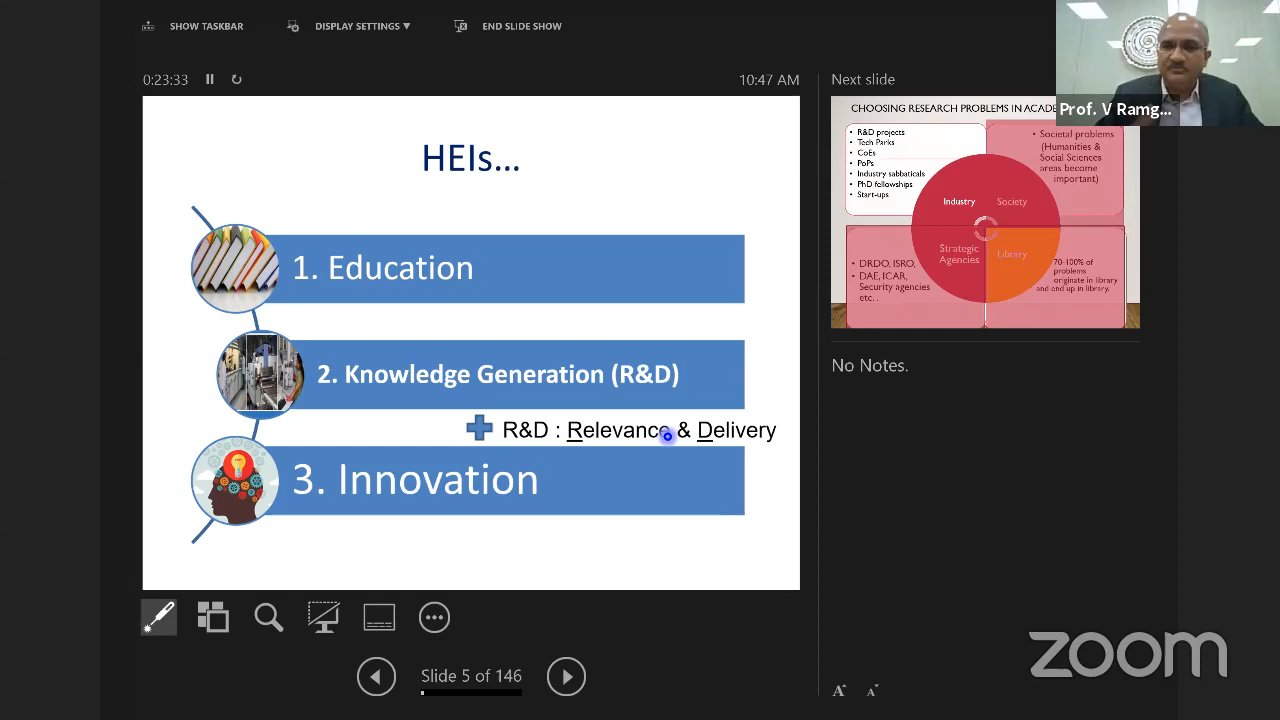 SHOW TASKBAR
DISPLAY SETTINGS ▼
END SLIDE SHOW
0:23:33
10:47 AM
HEIs...
1. Education
2. Knowledge Generation (R&D)
R&D : Relevance & Delivery
3. Innovation
Slide 5 of 146
Next slide
CHOOSING RESEARCH PROBLEMS IN ACADE
• R&D projects
• Tech Parks
• CoEs
• PoPs
• Industry sabbaticals
• PhD fellowships
• Start-ups
• Societal problems
(Humanities &
Social Sciences
areas become
important)
Industry
Society
Strategic
Agencies
Library
• DRDO, ISRO,
• DAE, ICAR,
Security agencies
etc. .
70-100% of
problems
originate in library
and end up in library.
No Notes.
Prof. V Ramg...
zoom
A
A